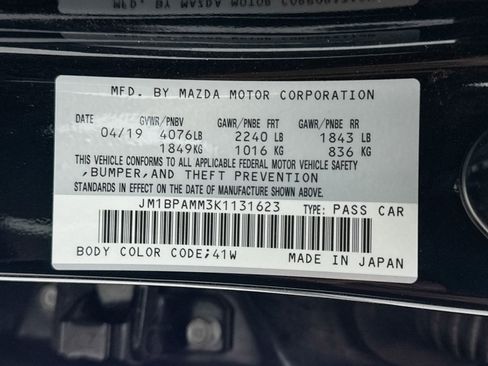 MFD. BY MAZDA MOTOR CORPORATION
DATE GVWR/PNBV GAWR/PNBE FRT GAWR/PNBE RR
04/19 4076LB 2240 LB 1843 LB
1849KG 1016 KG 836 KG
THIS VEHICLE CONFORMS TO ALL APPLICABLE FEDERAL MOTOR VEHICLE SAFETY
,BUMPER,AND THEFT PREVENTION
STANDARDS IN EFFECT ON THE DATE OF MANUFACTURE SHOWN ABOVE.
JM1BPAMM3K1131623 TYPE: PASS CAR
BODY COLOR CODE;41W MADE IN JAPAN